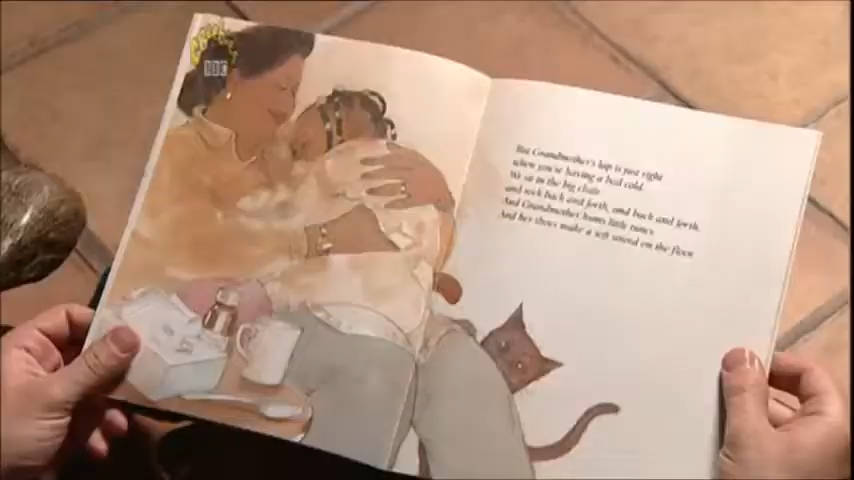 BBC
But Grandmother's lap is just right
when you're having a bad cold.
We sit in the big chair
and rock back and forth, and back and forth.
And Grandmother hums little tunes
And her shoes make a soft sound on the floor